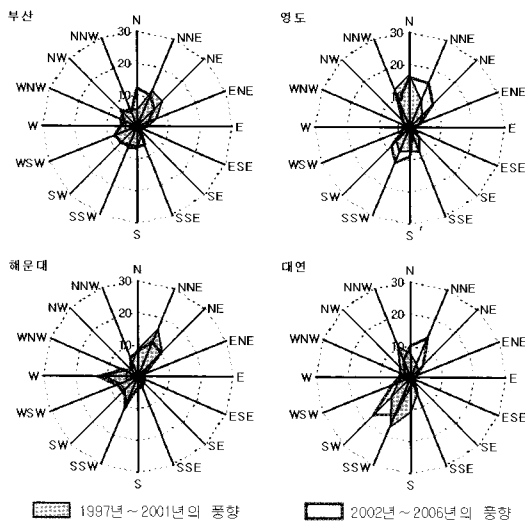 부산
N
NNW
NNE
NW
NE
WNW
ENE
W
E
WSW
ESE
SW
SE
SSW
SSE
S
30
20
10
영도
N
NNW
NNE
NW
NE
WNW
ENE
W
E
WSW
ESE
SW
SE
SSW
SSE
S
30
20
10
해운대
N
NNW
NNE
NW
NE
WNW
ENE
W
E
WSW
ESE
SW
SE
SSW
SSE
S
30
20
10
대연
N
NNW
NNE
NW
NE
WNW
ENE
W
E
WSW
ESE
SW
SE
SSW
SSE
S
30
20
10
1997년~2001년의 풍향
2002년~2006년의 풍향